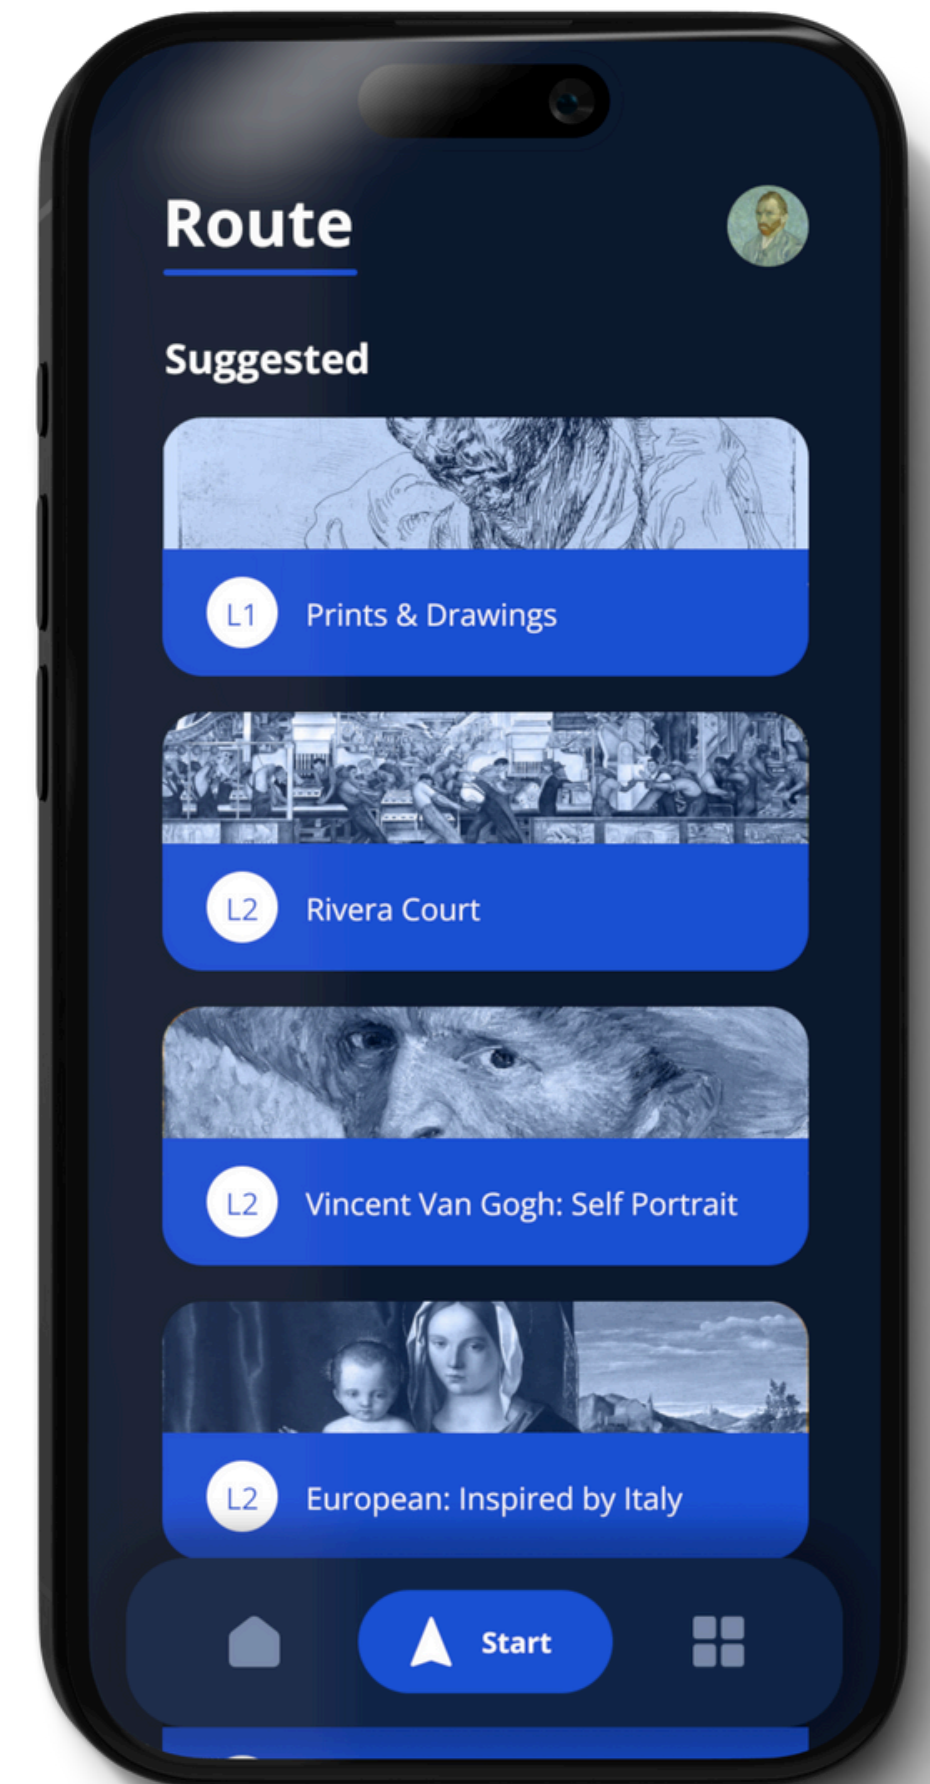 Route
Suggested
L1 Prints & Drawings
L2 Rivera Court
L2 Vincent Van Gogh: Self Portrait
L2 European: Inspired by Italy
Start